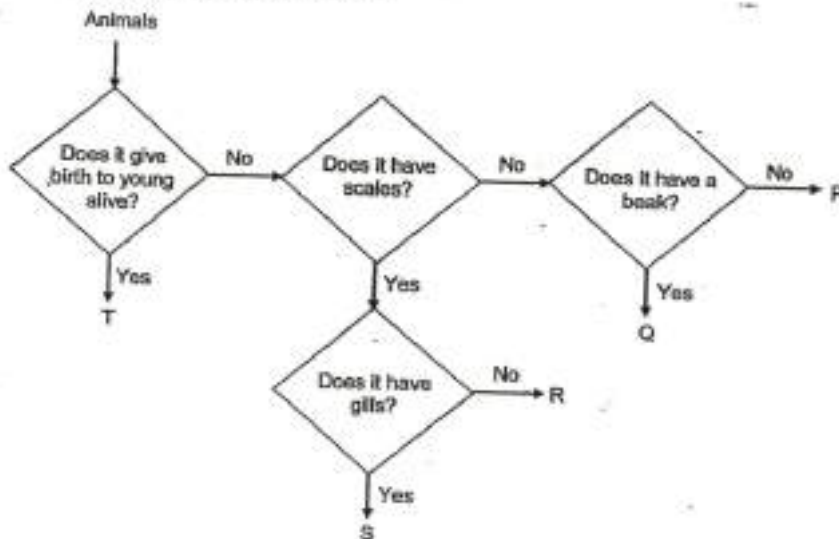 Animals
Does it give
birth to young
alive?
No
Does it have
scales?
No
Does it have a
beak?
No
P
Yes
T
Yes
Yes
Q
Does it have
gills?
No
R
Yes
S